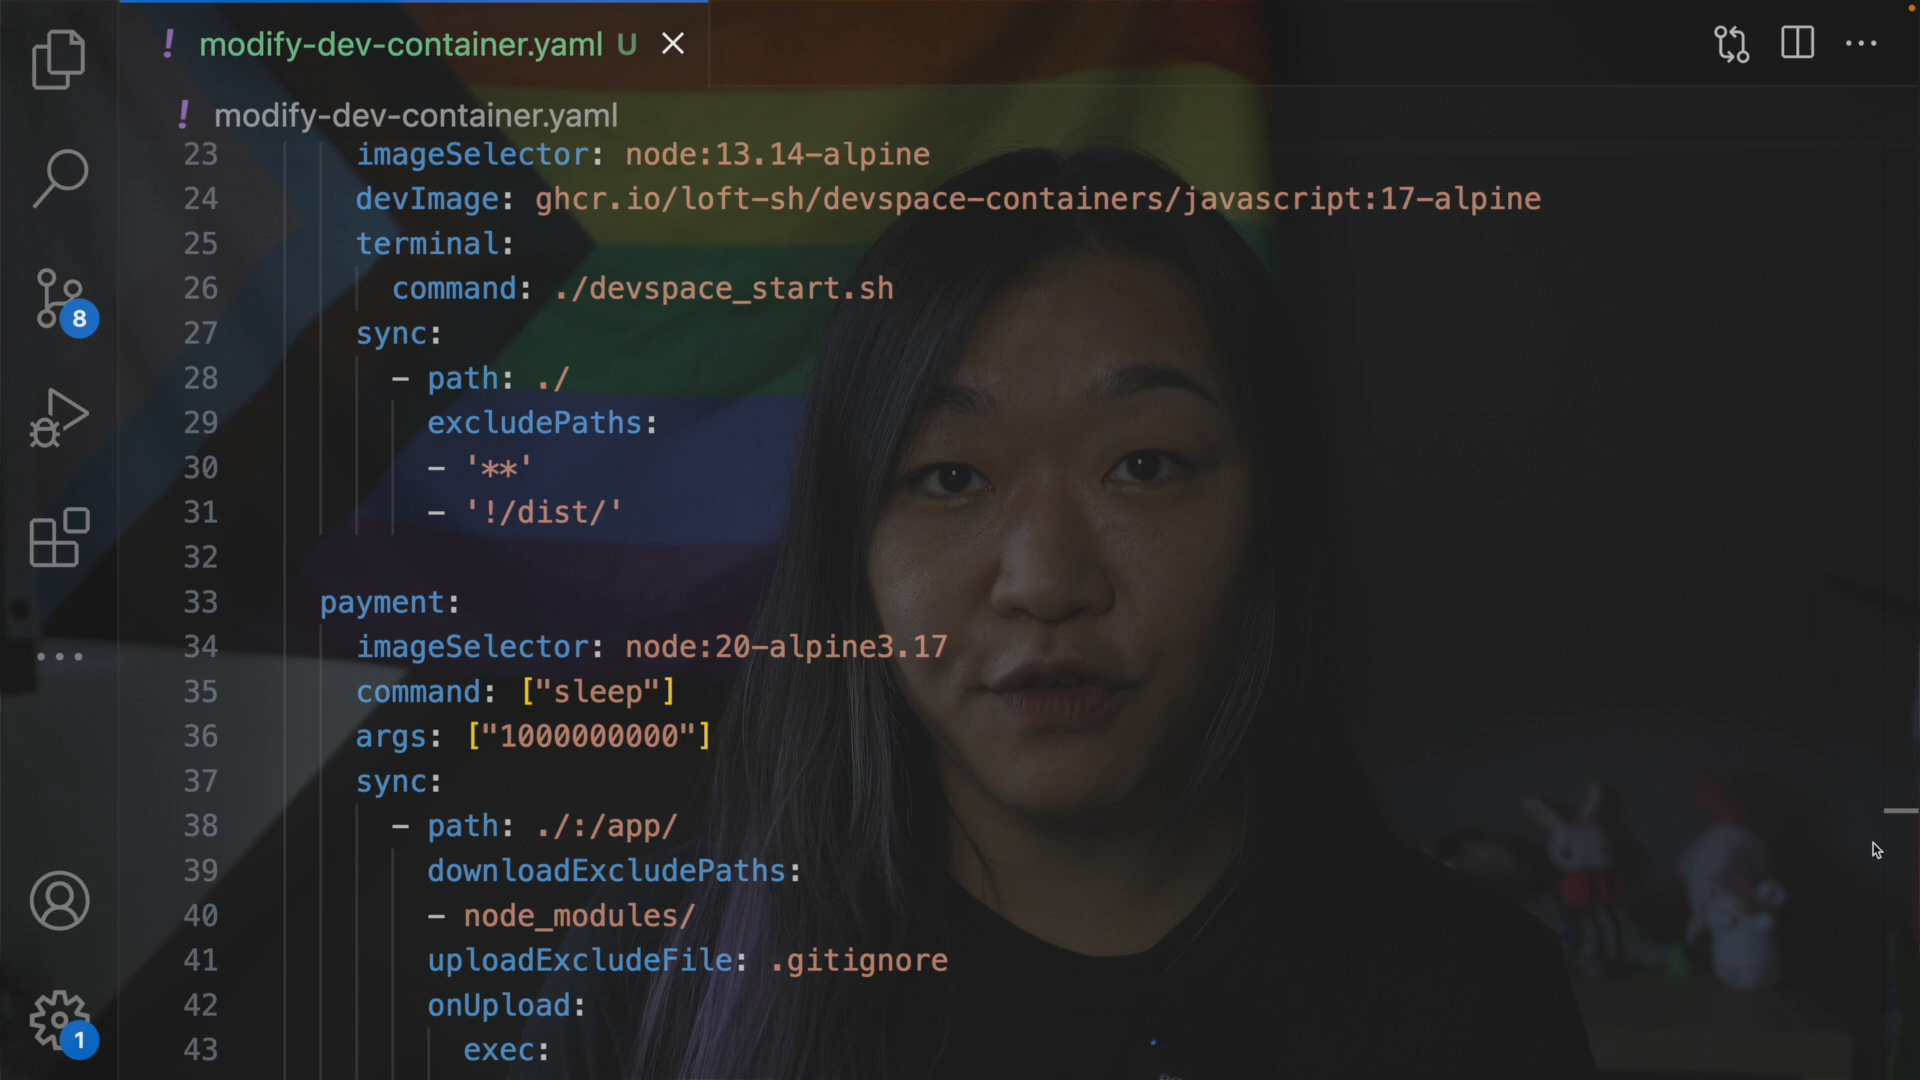 ! modify-dev-container.yaml U
! modify-dev-container.yaml
23 imageSelector: node:13.14-alpine
24 devImage: ghcr.io/loft-sh/devspace-containers/javascript:17-alpine
25 terminal:
26 command: ./devspace_start.sh
27 sync:
28 - path: ./
29 excludePaths:
30 - '**'
31 - '!/dist/'
32
33 payment:
34 imageSelector: node:20-alpine3.17
35 command: ["sleep"]
36 args: ["1000000000"]
37 sync:
38 - path: ./:/app/
39 downloadExcludePaths:
40 - node_modules/
41 uploadExcludeFile: .gitignore
42 onUpload:
43 exec:
8
1